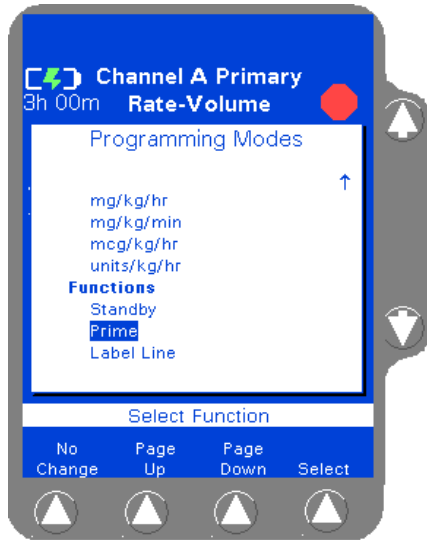 Channel A Primary
3h 00m Rate-Volume
Programming Modes
↑
mg/kg/hr
mg/kg/min
mcg/kg/hr
units/kg/hr
Functions
Standby
Prime
Label Line
Select Function
No Change
Page Up
Page Down
Select